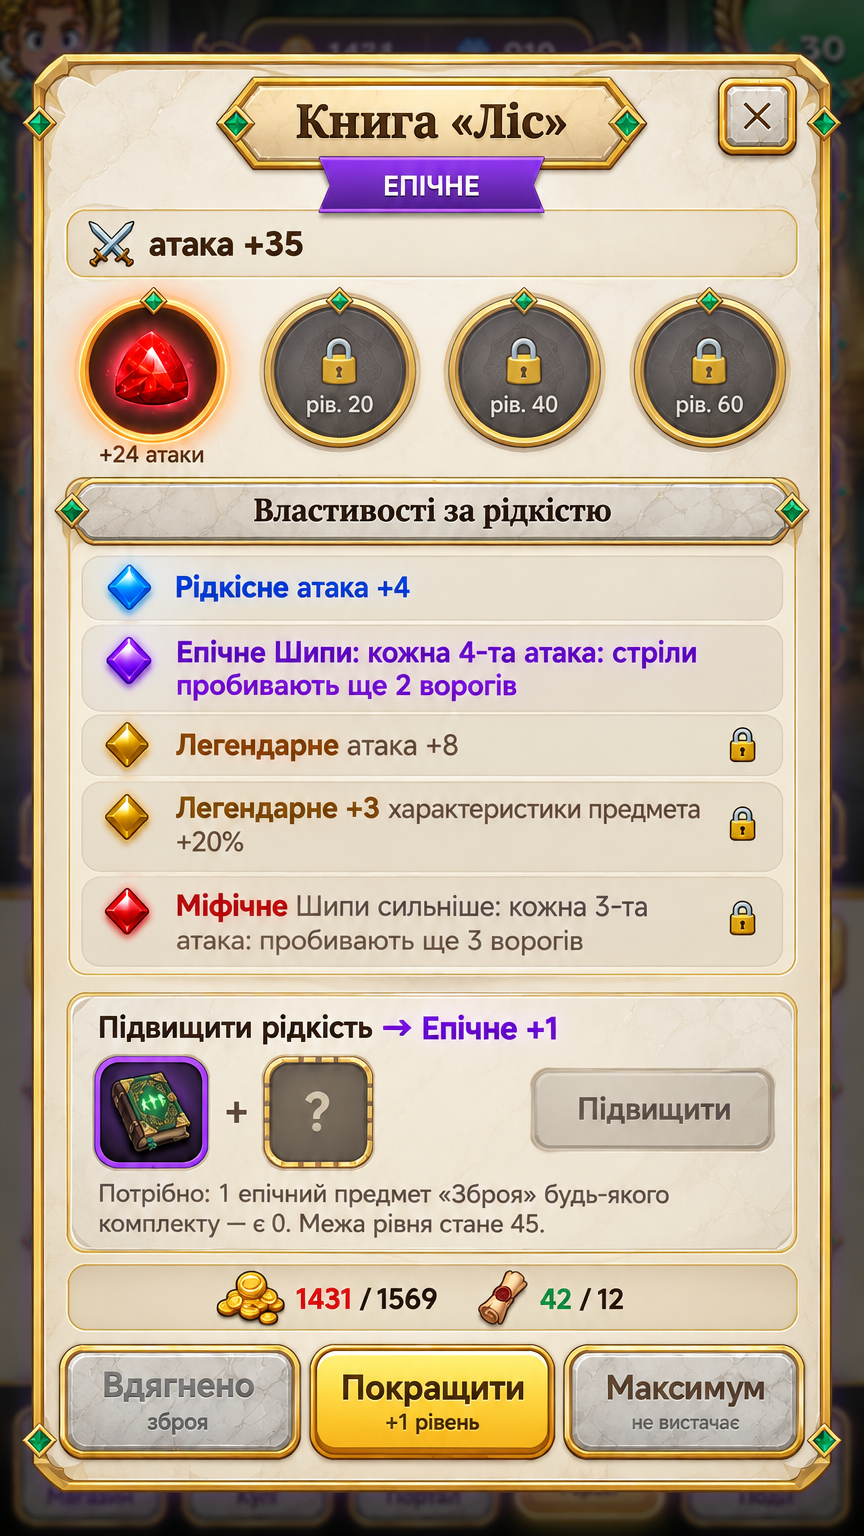 Книга «Ліс»
ЕПІЧНЕ
атака +35
рів. 20
рів. 40
рів. 60
+24 атаки
Властивості за рідкістю
Рідкісне атака +4
Епічне Шипи: кожна 4-та атака: стріли
пробивають ще 2 ворогів
Легендарне атака +8
Легендарне +3 характеристики предмета
+20%
Міфічне Шипи сильніше: кожна 3-та
атака: пробивають ще 3 ворогів
Підвищити рідкість → Епічне +1
+
?
Підвищити
Потрібно: 1 епічний предмет «Зброя» будь-якого
комплекту — є 0. Межа рівня стане 45.
1431 / 1569
42 / 12
Вдягнено
зброя
Покращити
+1 рівень
Максимум
не вистачає